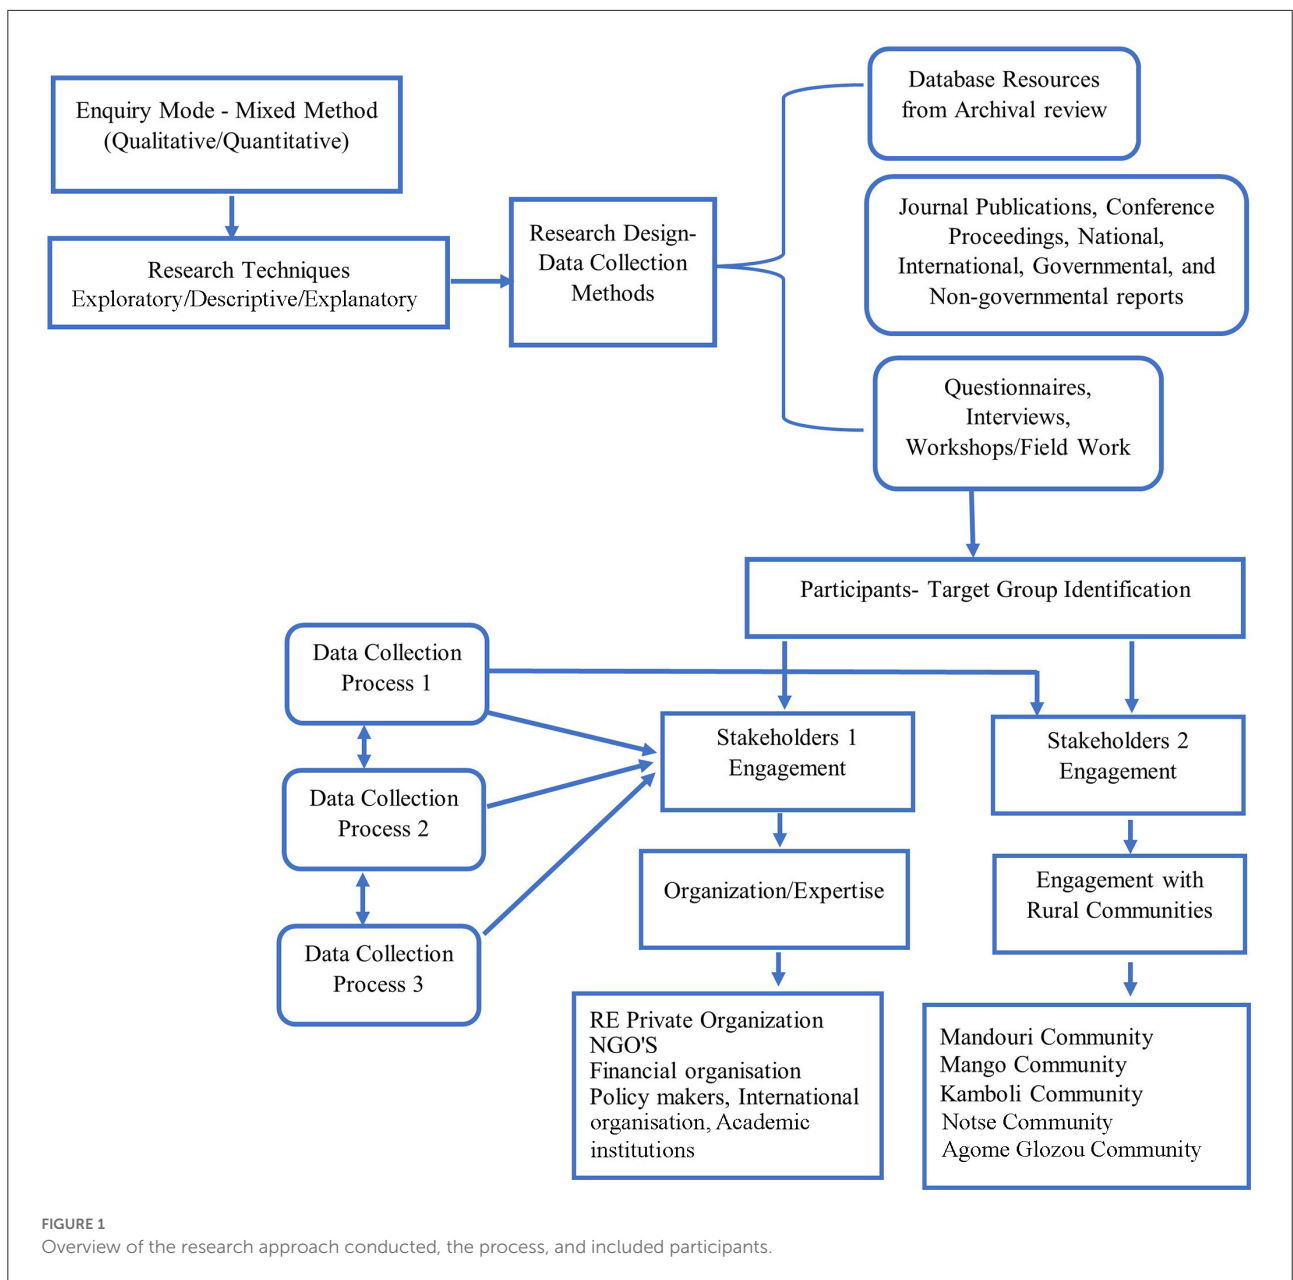 Enquiry Mode - Mixed Method
(Qualitative/Quantitative)
Research Techniques
Exploratory/Descriptive/Explanatory
Research Design-
Data Collection
Methods
Database Resources
from Archival review
Journal Publications, Conference
Proceedings, National,
International, Governmental, and
Non-governmental reports
Questionnaires,
Interviews,
Workshops/Field Work
Participants- Target Group Identification
Data Collection
Process 1
Data Collection
Process 2
Data Collection
Process 3
Stakeholders 1
Engagement
Organization/Expertise
RE Private Organization
NGO'S
Financial organisation
Policy makers, International
organisation, Academic
institutions
Stakeholders 2
Engagement
Engagement with
Rural Communities
Mandouri Community
Mango Community
Kamboli Community
Notse Community
Agome Glozou Community
FIGURE 1
Overview of the research approach conducted, the process, and included participants.